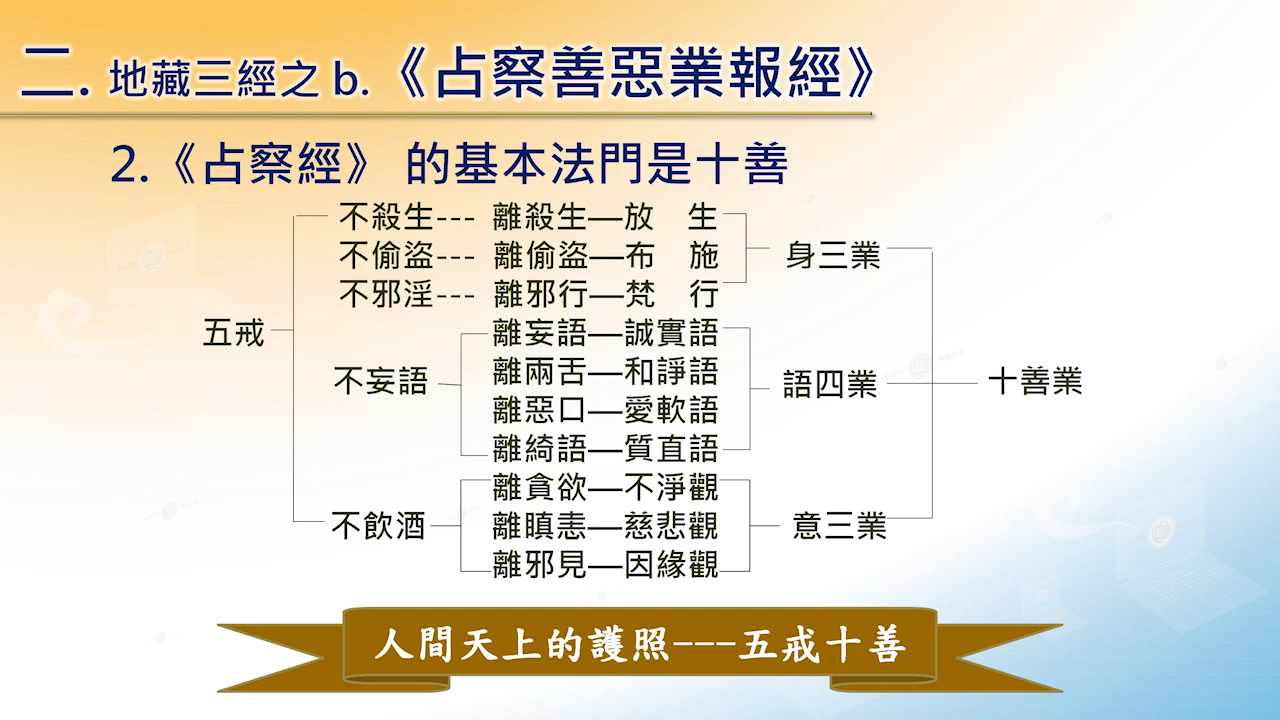 二. 地藏三經之 b.《占察善惡業報經》
2.《占察經》 的基本法門是十善
不殺生--- 離殺生—放 生
不偷盜--- 離偷盜—布 施
身三業
不邪淫--- 離邪行—梵 行
五戒
離妄語—誠實語
不妄語
離兩舌—和諍語
語四業
十善業
離惡口—愛軟語
離綺語—質直語
離貪欲—不淨觀
不飲酒
離瞋恚—慈悲觀
意三業
離邪見—因緣觀
人間天上的護照---五戒十善